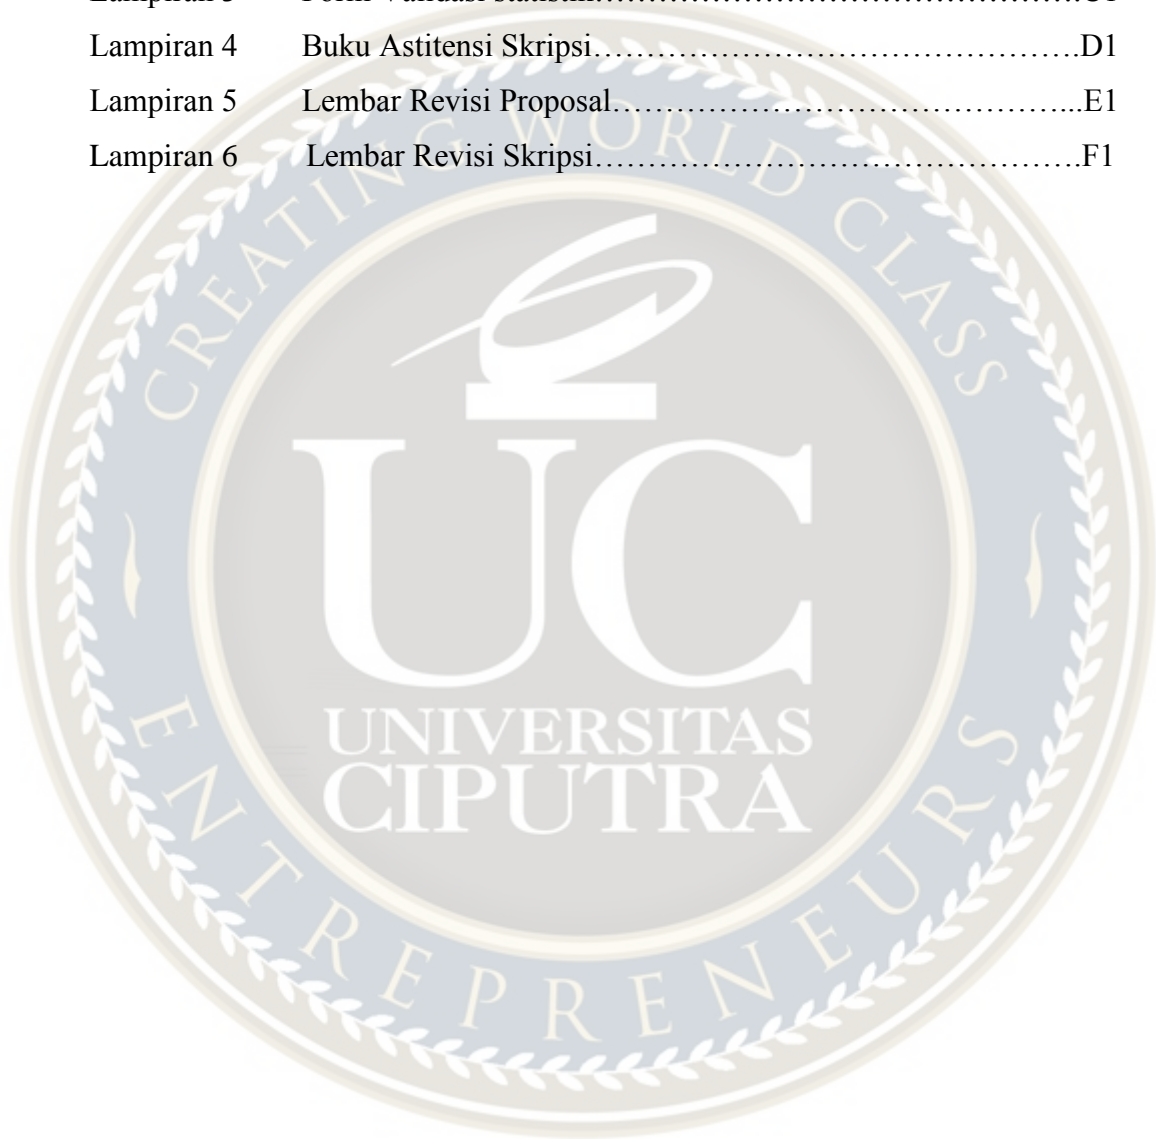 Lampiran 4 Buku Astitensi Skripsi……………………………………….D1
Lampiran 5 Lembar Revisi Proposal……………………………………...E1
Lampiran 6 Lembar Revisi Skripsi……………………………………….F1
CREATING WORLD CLASS
UC
UNIVERSITAS
CIPUTRA
ENTREPRENEURS